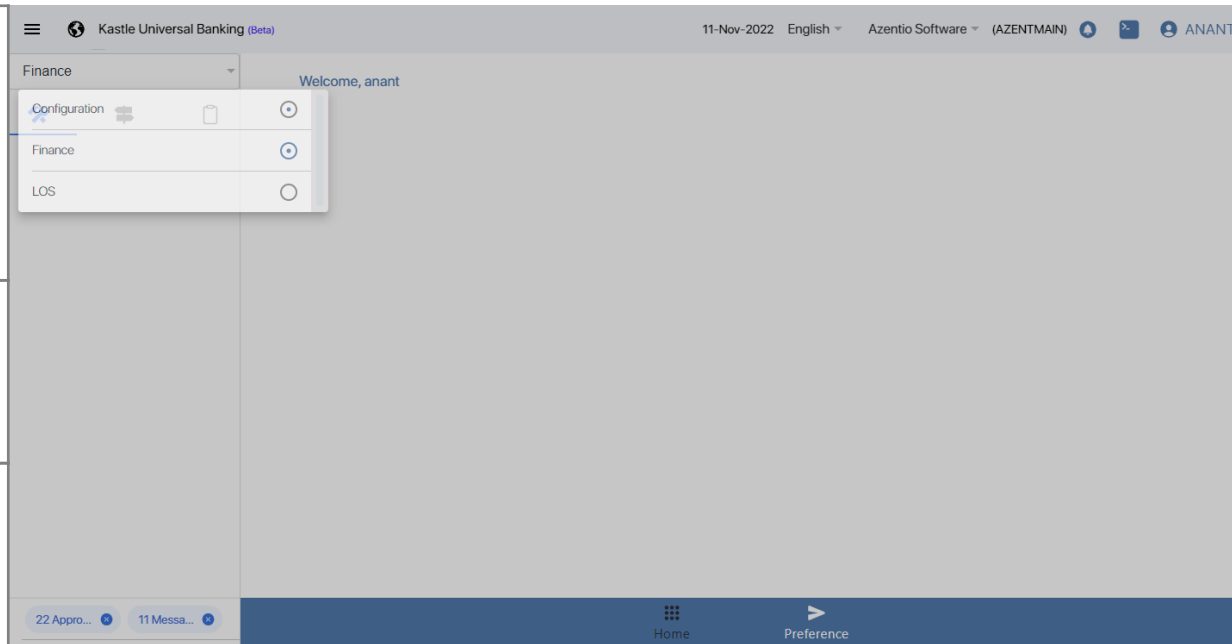 Kastle Universal Banking (Beta) 11-Nov-2022 English Azentio Software (AZENTMAIN) ANANT
Finance
Welcome, anant
Configuration
Finance
LOS
22 Appro... 11 Messa...
Home Preference